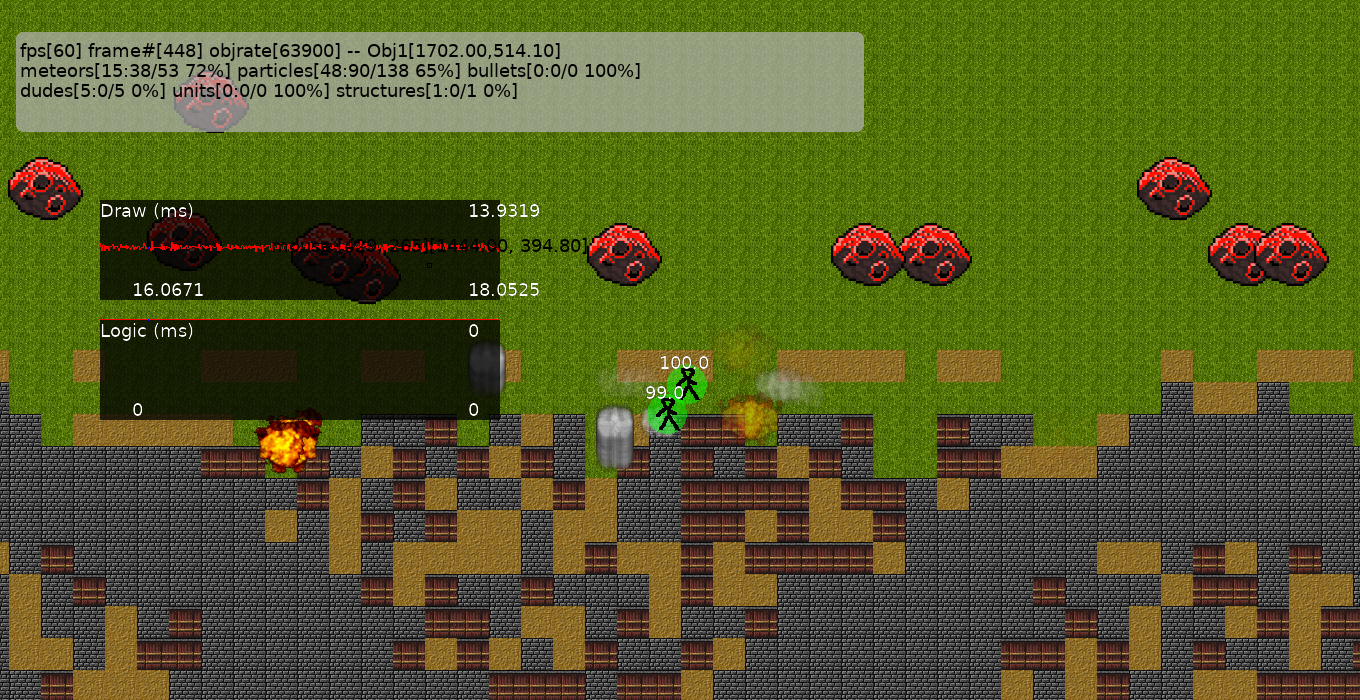 fps[60] frame#[448] objrate[63900] -- Obj1[1702.00,514.10]
meteors[15:38/53 72%] particles[48:90/138 65%] bullets[0:0/0 100%]
dudes[5:0/5 0%] units[0:0/0 100%] structures[1:0/1 0%]
Draw (ms) 13.9319
394.80]
16.0671 18.0525
Logic (ms) 0
0 0
100.0
99.0